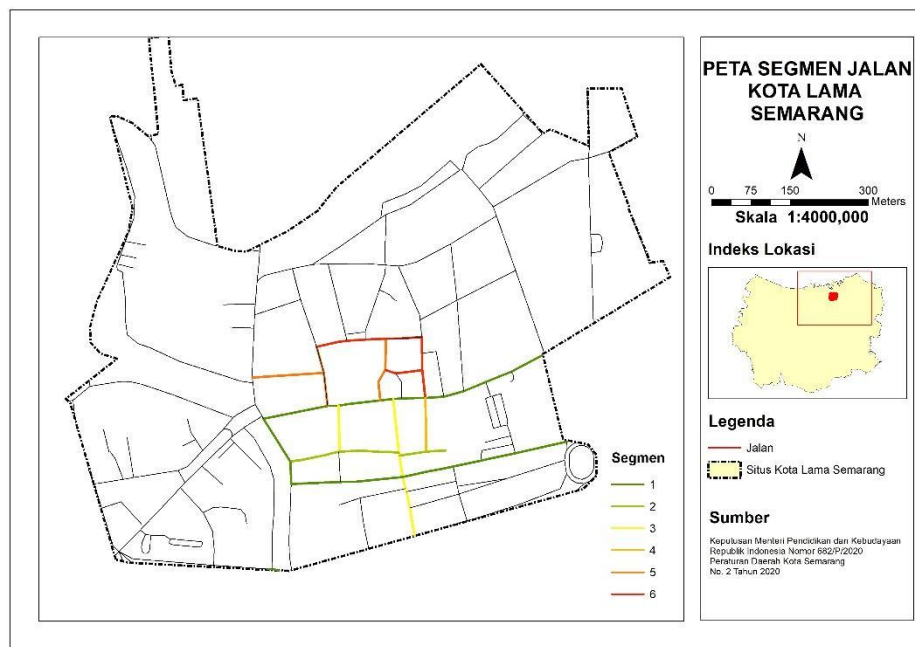 PETA SEGMEN JALAN
KOTA LAMA
SEMARANG
N
0 75 150 300
Meters
Skala 1:4000,000
Indeks Lokasi
Legenda
Jalan
Situs Kota Lama Semarang
Sumber
Keputusan Menteri Pendidikan dan Kebudayaan
Republik Indonesia Nomor 682/P/2020
Peraturan Daerah Kota Semarang
No. 2 Tahun 2020
Segmen
1
2
3
4
5
6